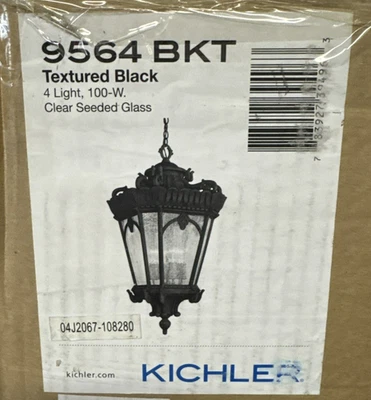 9564 BKT
Textured Black
4 Light, 100-W.
Clear Seeded Glass
04J2067-108280
kichler.com
KICHLER